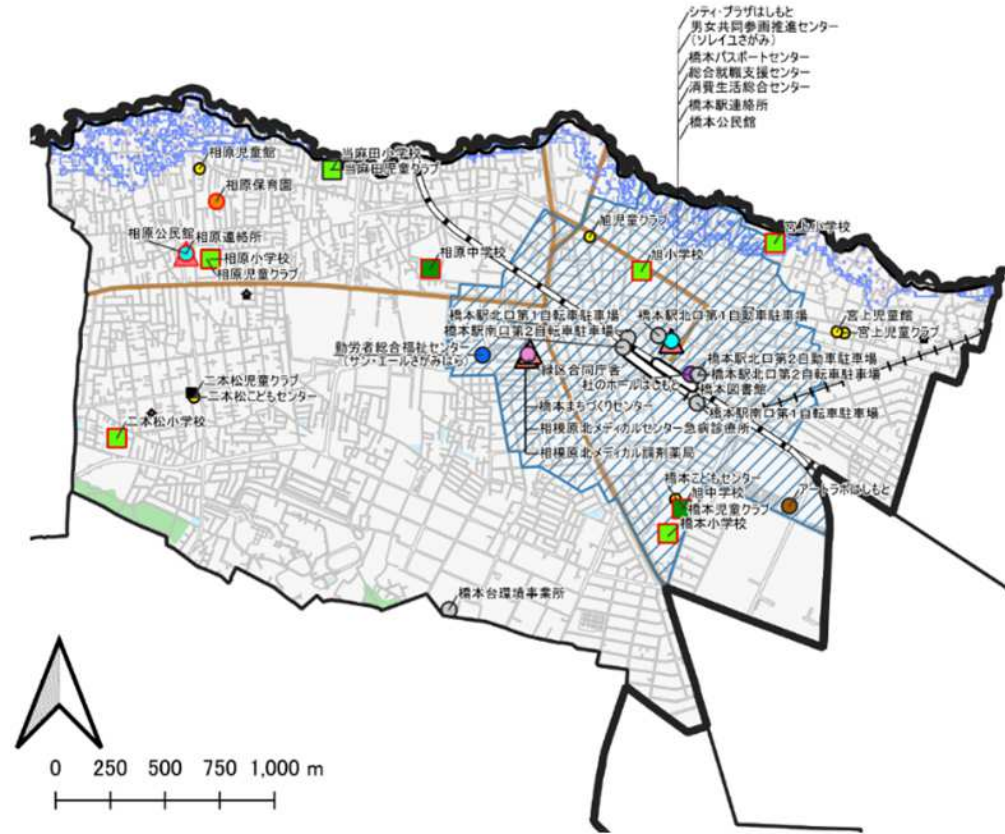 シティ・プラザはしもと
男女共同参画推進センター
(ソレイユさがみ)
橋本パスポートセンター
総合就職支援センター
消費生活総合センター
橋本駅連絡所
橋本公民館
相原児童館
当麻田小学校
当麻田児童クラブ
相原保育園
旭児童クラブ
宮上小学校
相原公民館
相原連絡所
相原小学校
相原児童クラブ
相原中学校
旭小学校
橋本駅北口第1自転車駐車場
橋本駅北口第1自動車駐車場
橋本駅南口第2自転車駐車場
宮上児童館
宮上児童クラブ
勤労者総合福祉センター
(サン・エールさがみはら)
緑区合同庁舎
杜のホールはしもと
橋本駅北口第2自動車駐車場
橋本駅北口第2自転車駐車場
橋本図書館
橋本駅南口第1自転車駐車場
二本松児童クラブ
二本松こどもセンター
橋本まちづくりセンター
二本松小学校
相模原北メディカルセンター急病診療所
相模原北メディカル調剤薬局
橋本こどもセンター
旭中学校
橋本児童クラブ
アートラボはしもと
橋本小学校
橋本台環境事業所
0 250 500 750 1,000 m